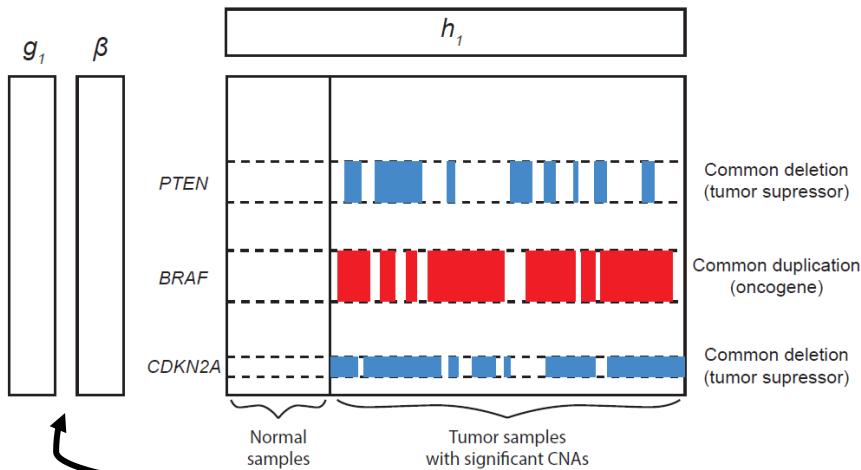 h₁
g₁ β
PTEN
Common deletion
(tumor supressor)
BRAF
Common duplication
(oncogene)
CDKN2A
Common deletion
(tumor supressor)
Normal
samples
Tumor samples
with significant CNAs